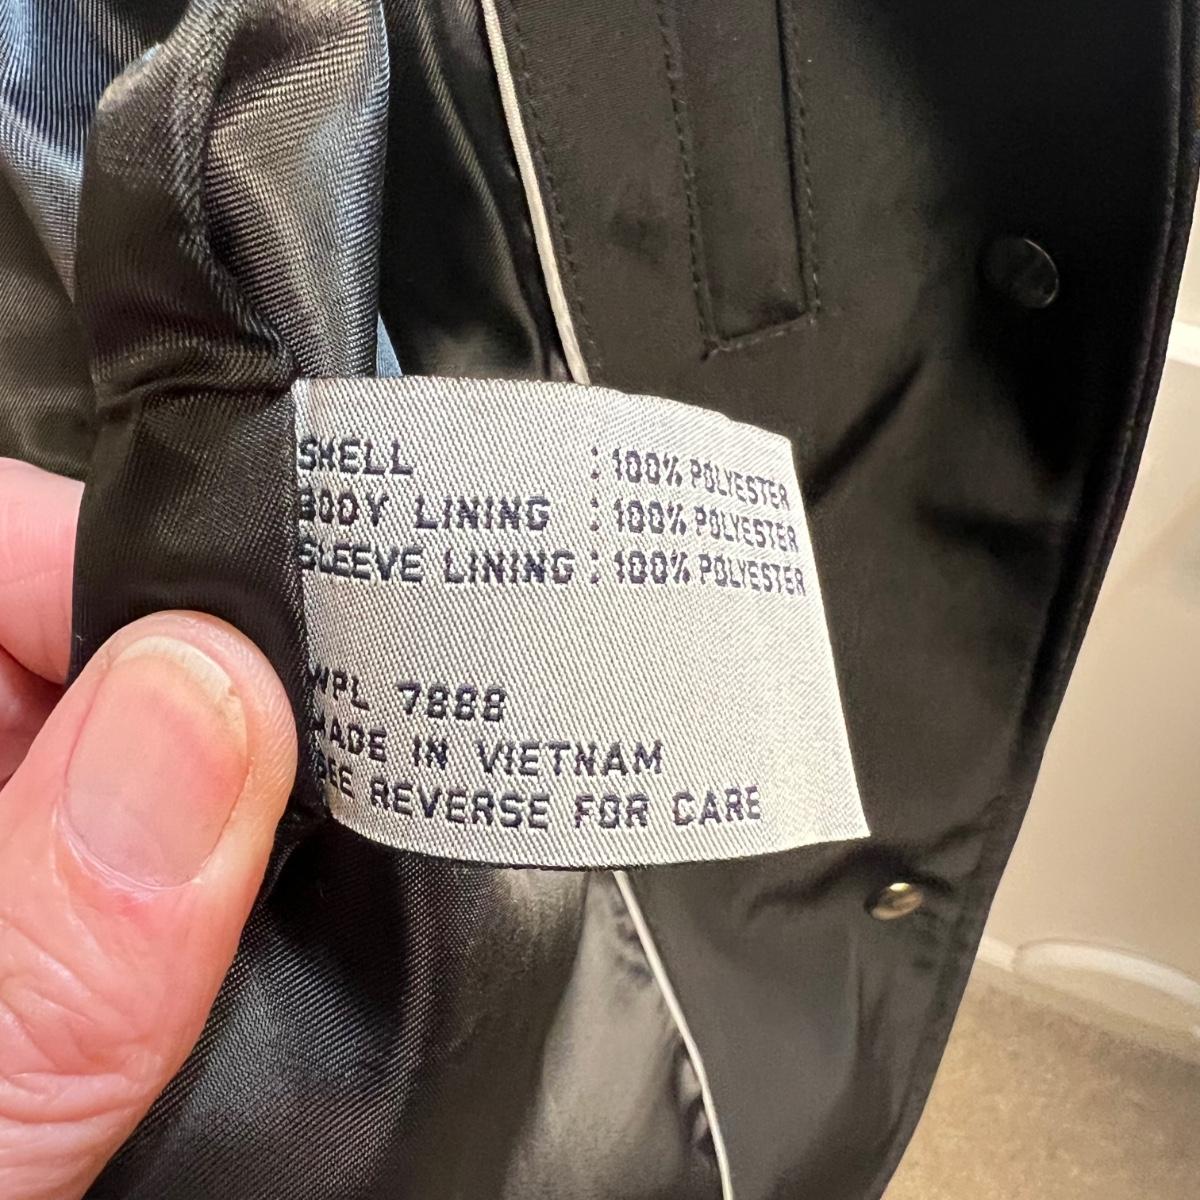 SHELL : 100% POLYESTER
BODY LINING : 100% POLYESTER
SLEEVE LINING : 100% POLYESTER
WPL 7888
MADE IN VIETNAM
SEE REVERSE FOR CARE